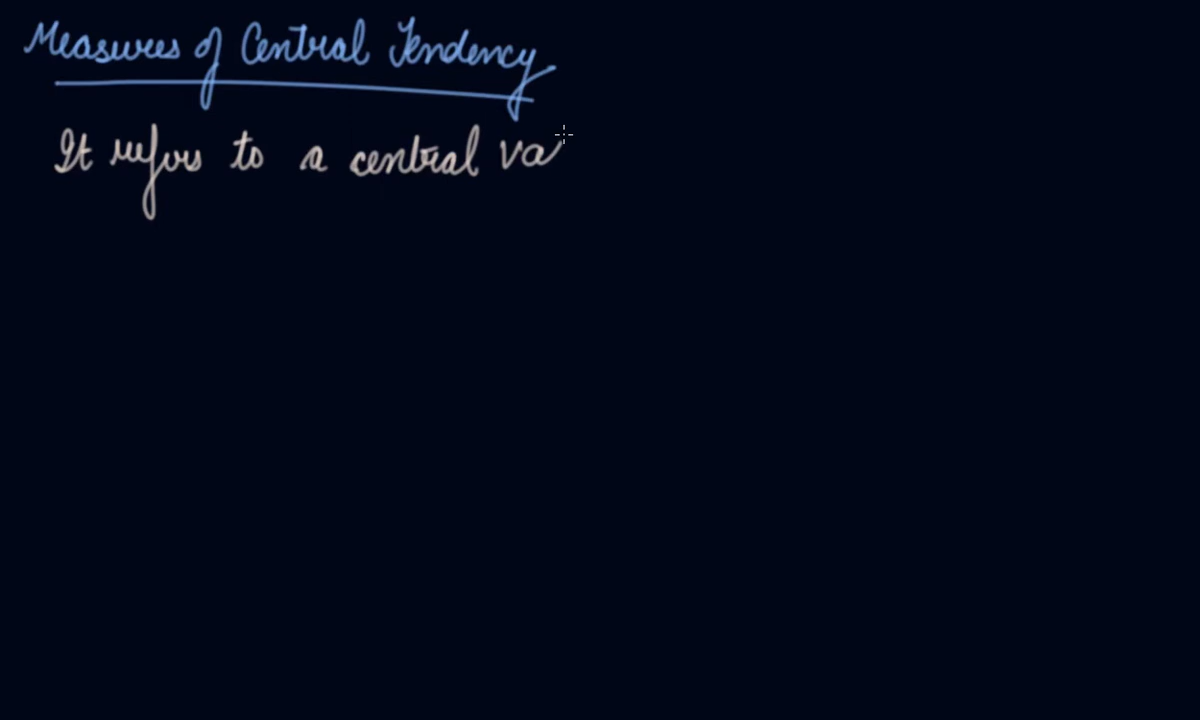 Measures of Central Tendency
It refers to a central va